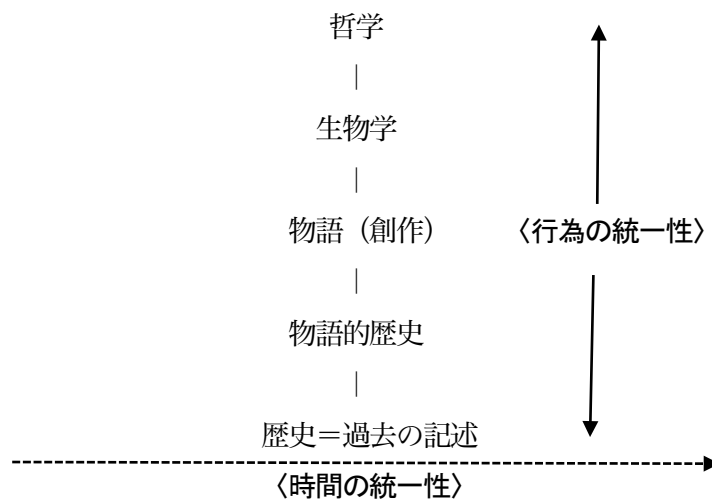 哲学
|
生物学
|
物語（創作）
〈行為の統一性〉
|
物語的歴史
|
歴史＝過去の記述
〈時間の統一性〉